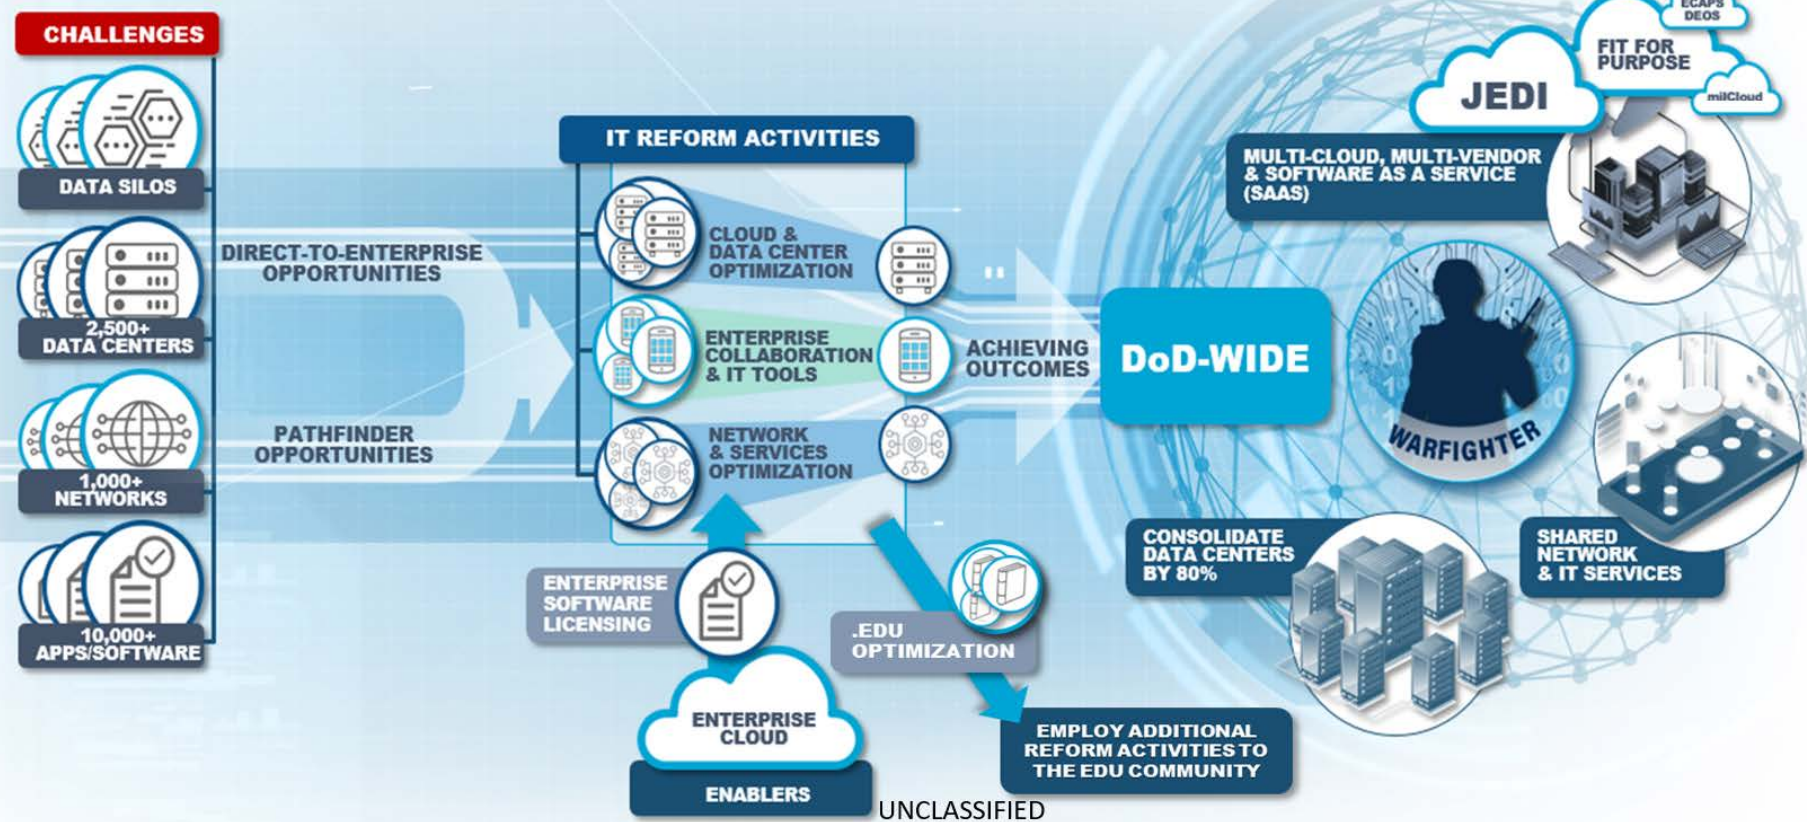 CHALLENGES
DATA SILOS
2,500+
DATA CENTERS
1,000+
NETWORKS
10,000+
APPS/SOFTWARE
DIRECT-TO-ENTERPRISE
OPPORTUNITIES
PATHFINDER
OPPORTUNITIES
IT REFORM ACTIVITIES
CLOUD &
DATA CENTER
OPTIMIZATION
ENTERPRISE
COLLABORATION
& IT TOOLS
NETWORK
& SERVICES
OPTIMIZATION
ENTERPRISE
SOFTWARE
LICENSING
ENTERPRISE
CLOUD
ENABLERS
.EDU
OPTIMIZATION
EMPLOY ADDITIONAL
REFORM ACTIVITIES TO
THE EDU COMMUNITY
ACHIEVING
OUTCOMES
DoD-WIDE
WARFIGHTER
ECAPS
DEOS
FIT FOR
PURPOSE
milCloud
JEDI
MULTI-CLOUD, MULTI-VENDOR
& SOFTWARE AS A SERVICE
(SAAS)
CONSOLIDATE
DATA CENTERS
BY 80%
SHARED
NETWORK
& IT SERVICES
UNCLASSIFIED